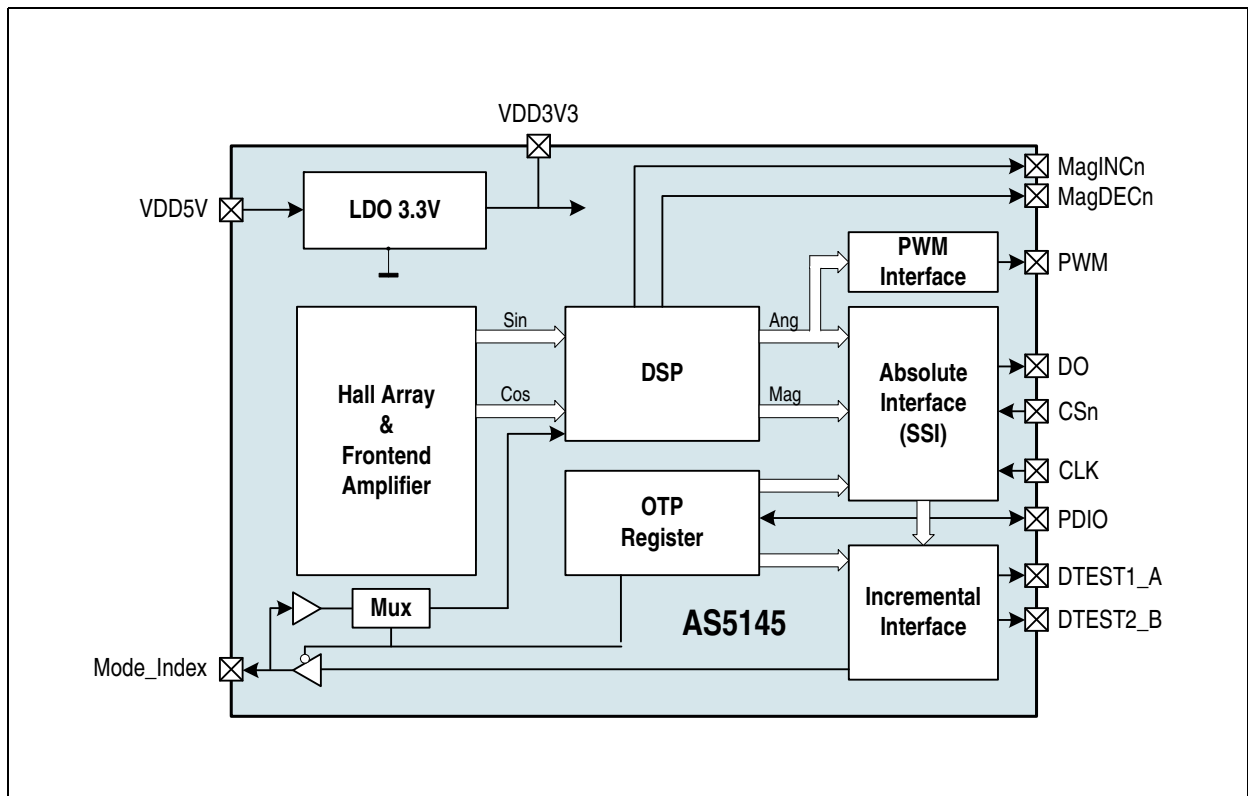 VDD3V3
VDD5V
LDO 3.3V
MagINCn
MagDECn
PWM
Interface
PWM
Hall Array
&
Frontend
Amplifier
Sin
Cos
DSP
Ang
Mag
Absolute
Interface
(SSI)
DO
CSn
CLK
OTP
Register
PDIO
Mux
AS5145
Incremental
Interface
DTEST1_A
DTEST2_B
Mode_Index